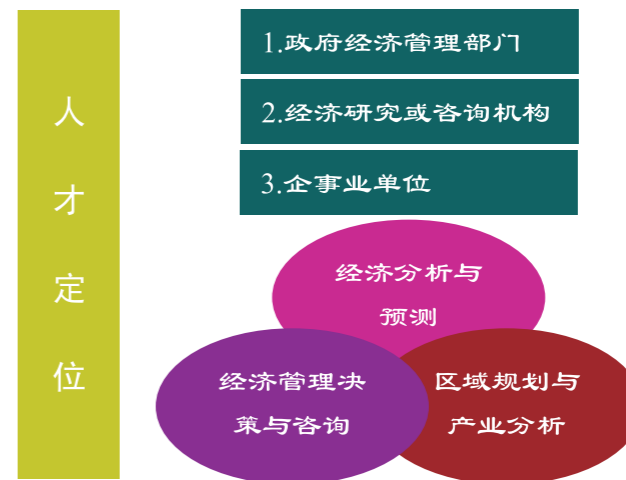 人才定位
1.政府经济管理部门
2.经济研究或咨询机构
3.企事业单位
经济分析与
预测
经济管理决
策与咨询
区域规划与
产业分析